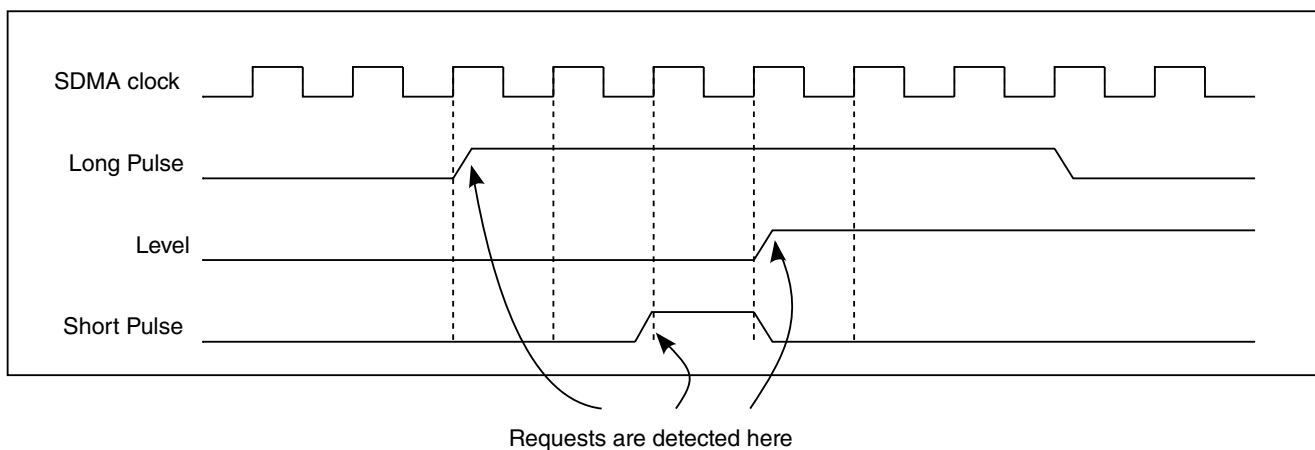 SDMA clock
Long Pulse
Level
Short Pulse
Requests are detected here